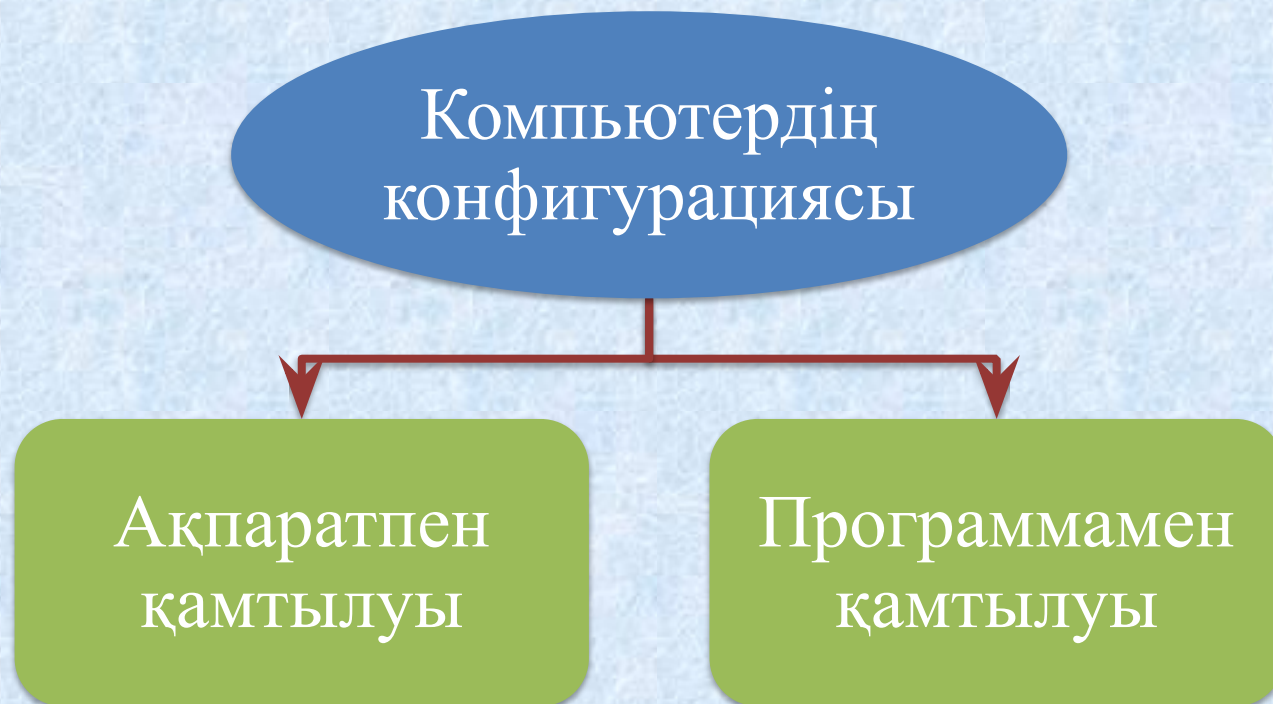 Компьютердің
конфигурациясы
Ақпаратпен
қамтылуы
Программамен
қамтылуы